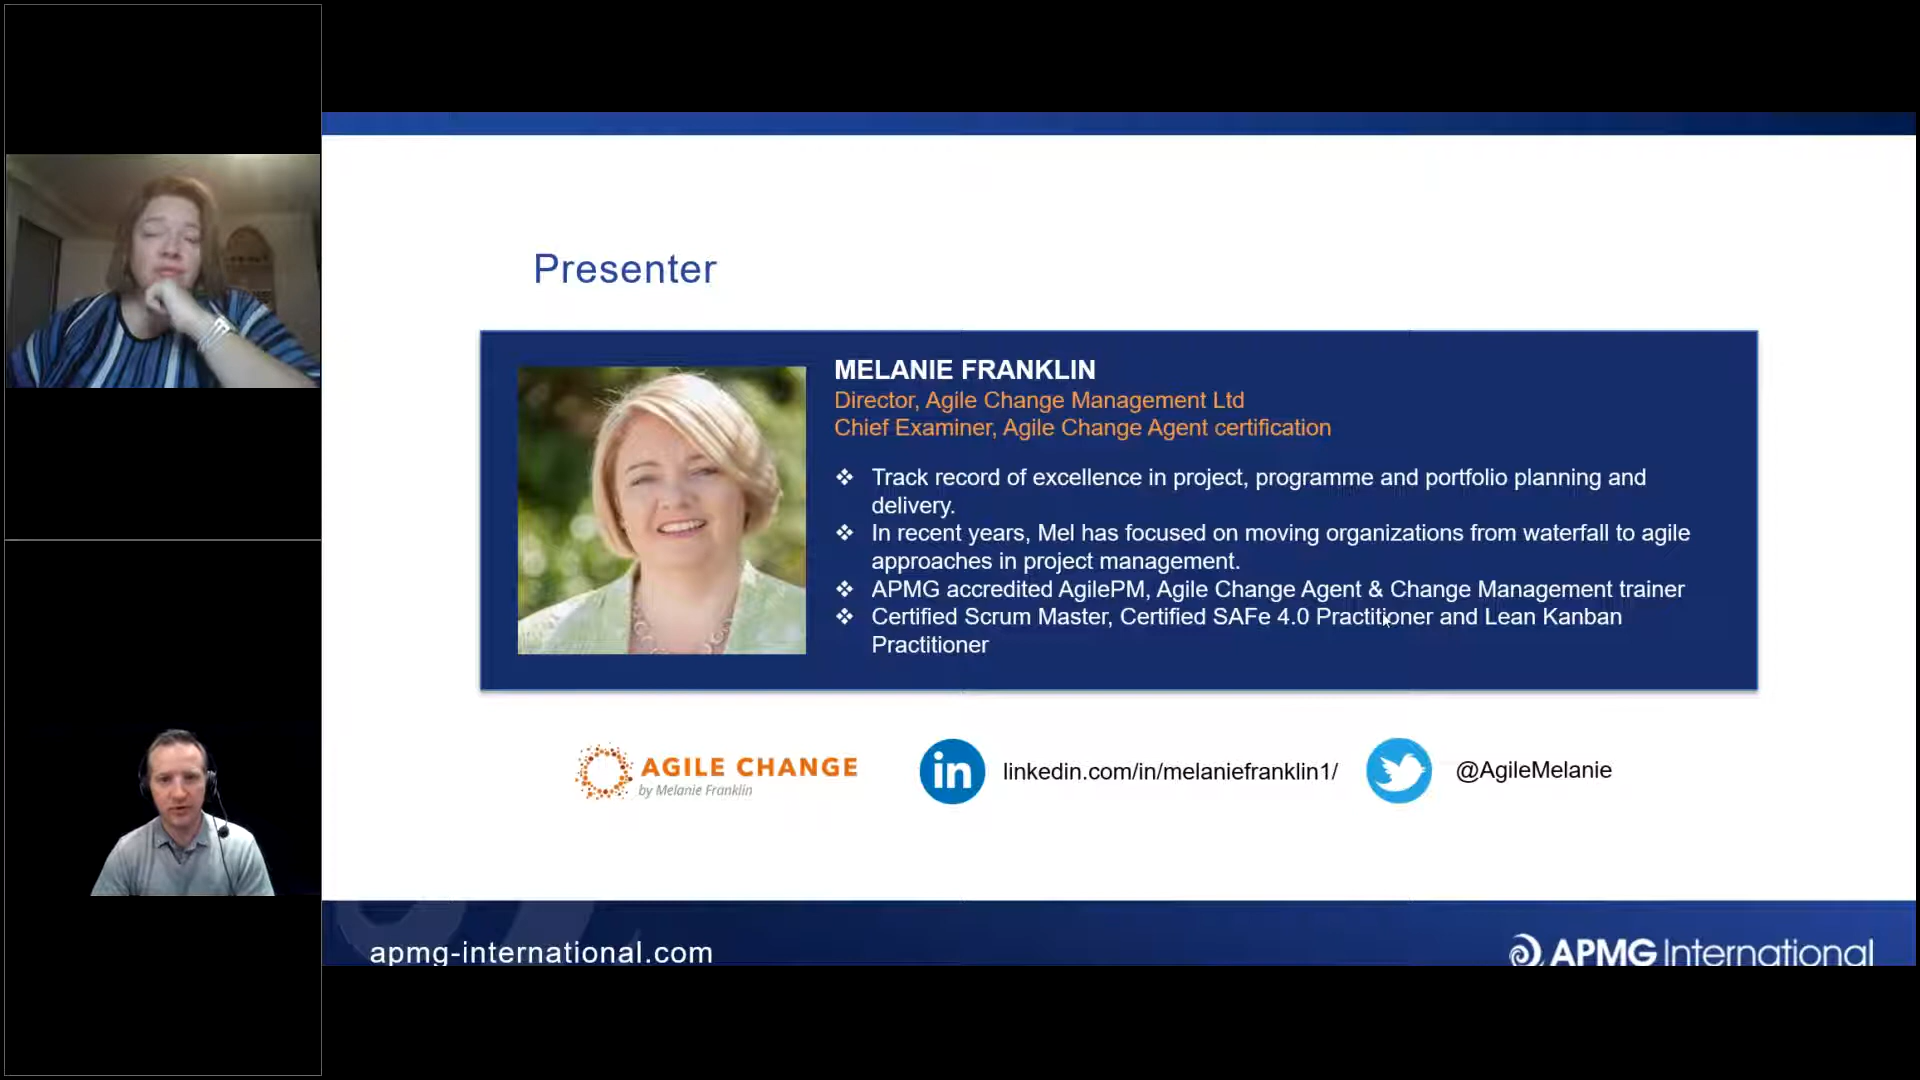 Presenter
MELANIE FRANKLIN
Director, Agile Change Management Ltd
Chief Examiner, Agile Change Agent certification
❖ Track record of excellence in project, programme and portfolio planning and
delivery.
❖ In recent years, Mel has focused on moving organizations from waterfall to agile
approaches in project management.
❖ APMG accredited AgilePM, Agile Change Agent & Change Management trainer
❖ Certified Scrum Master, Certified SAFe 4.0 Practitioner and Lean Kanban
Practitioner
AGILE CHANGE
by Melanie Franklin
in
linkedin.com/in/melaniefranklin1/
@AgileMelanie
apmg-international.com
APMG International